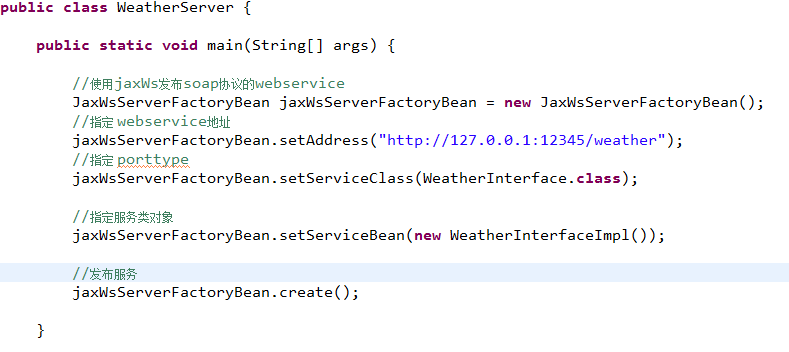 public class WeatherServer {
public static void main(String[] args) {
//使用jaxWs发布soap协议的webservice
JaxWsServerFactoryBean jaxWsServerFactoryBean = new JaxWsServerFactoryBean();
//指定 webservice地址
jaxWsServerFactoryBean.setAddress("http://127.0.0.1:12345/weather");
//指定 porttype
jaxWsServerFactoryBean.setServiceClass(WeatherInterface.class);
//指定服务类对象
jaxWsServerFactoryBean.setServiceBean(new WeatherInterfaceImpl());
//发布服务
jaxWsServerFactoryBean.create();
}